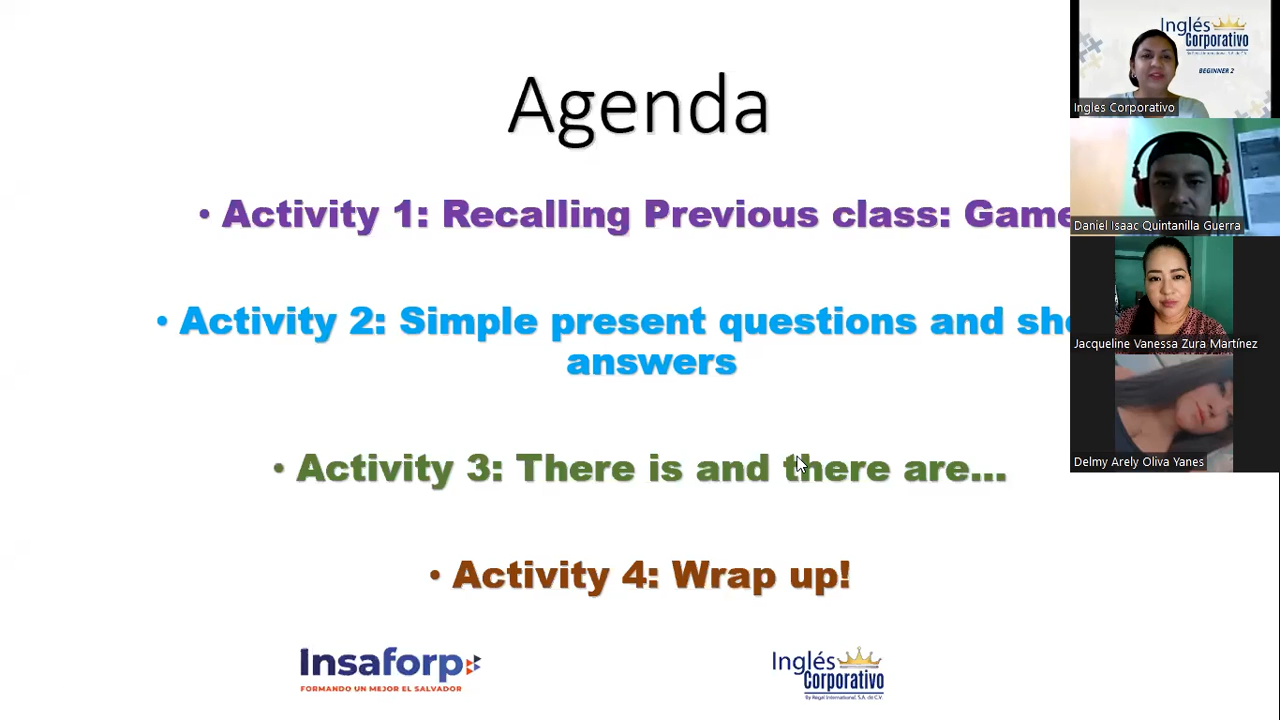 Agenda
• Activity 1: Recalling Previous class: Game
• Activity 2: Simple present questions and sho
answers
• Activity 3: There is and there are...
• Activity 4: Wrap up!
Insaforp
FORMANDO UN MEJOR EL SALVADOR
Inglés
Corporativo
By Royal International, S.A. de C.V.
Inglés
Corporativo
BEGINNER 2
Ingles Corporativo
Daniel Isaac Quintanilla Guerra
Jacqueline Vanessa Zura Martínez
Delmy Arely Oliva Yanes